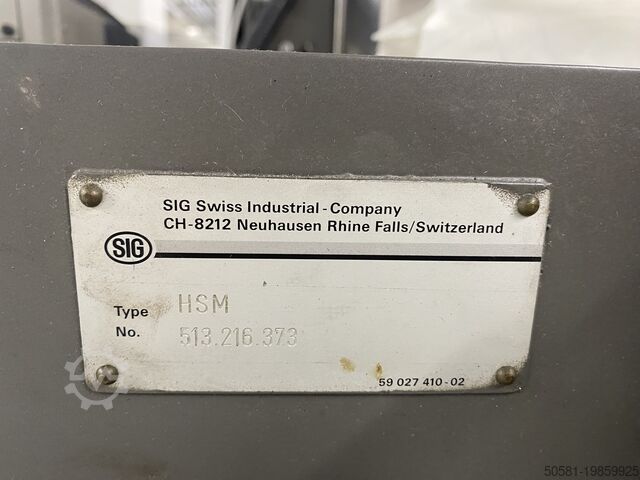 SIG Swiss Industrial-Company
CH-8212 Neuhausen Rhine Falls/Switzerland
SIG
Type HSM
No. 513.216.373
59 027 410-02
50581-19859925